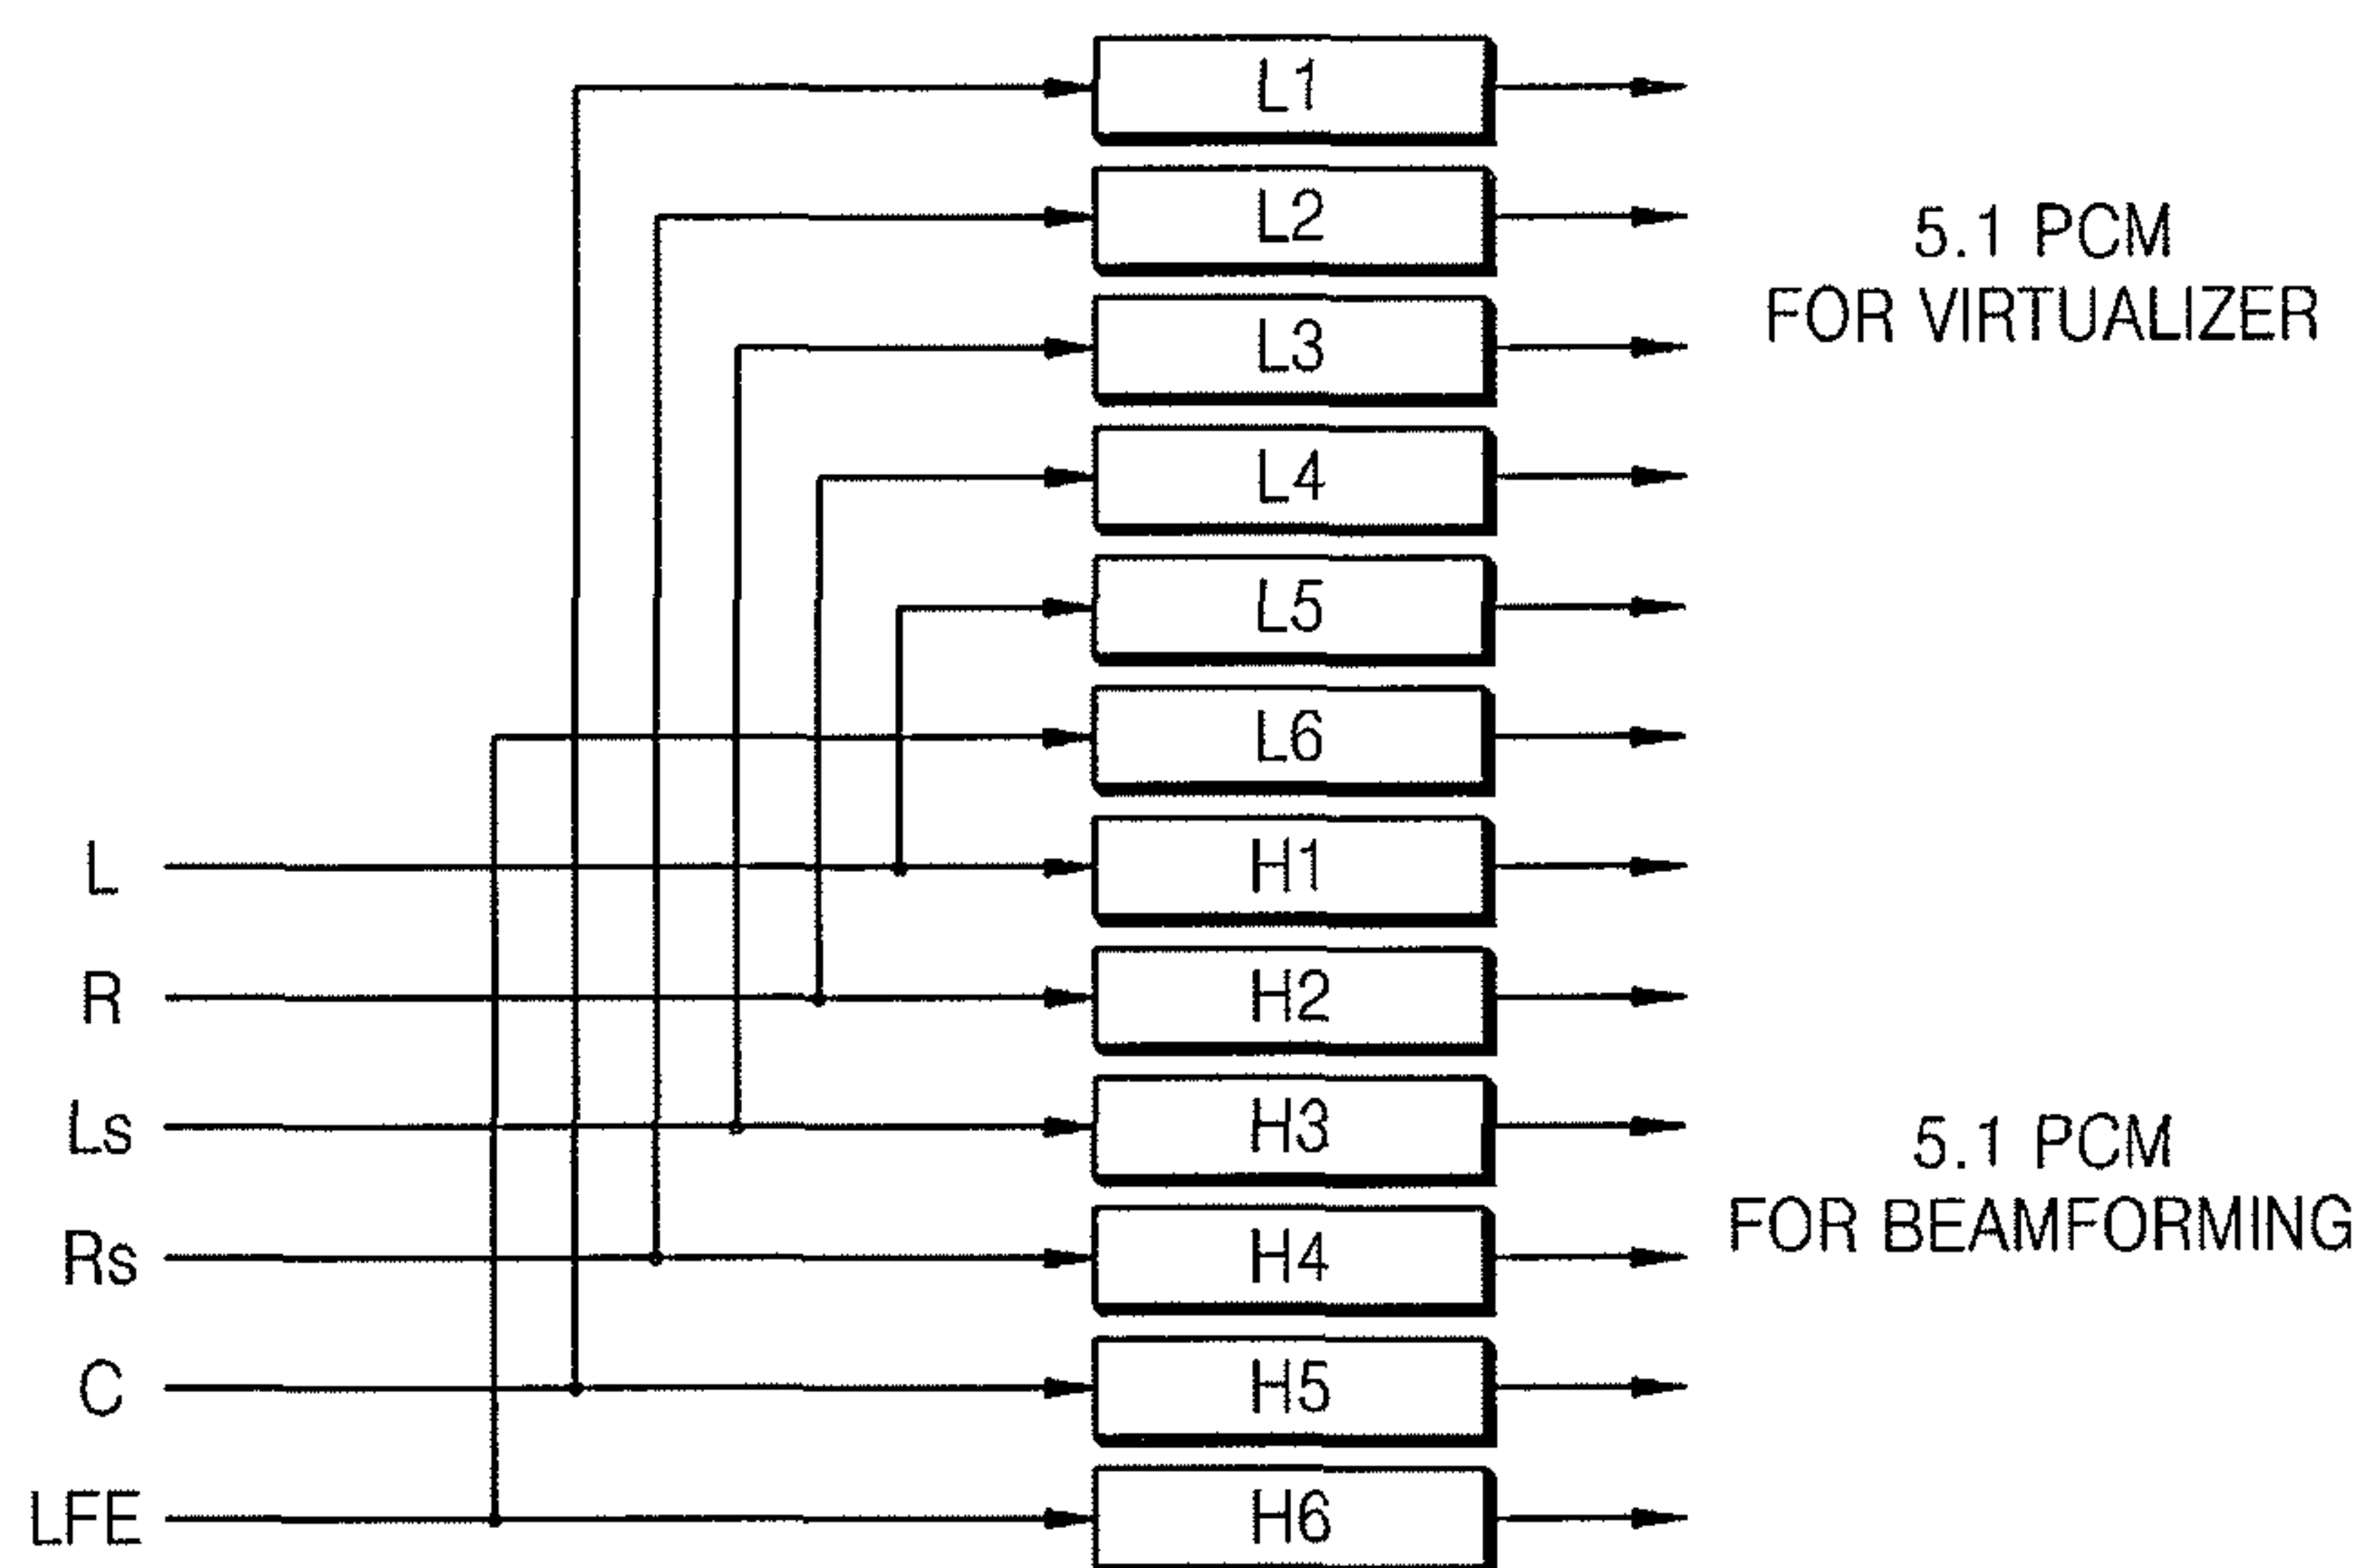 L1
L2
5.1 PCM
FOR VIRTUALIZER
L3
L4
L5
L6
L
H1
R
H2
Ls
H3
5.1 PCM
FOR BEAMFORMING
Rs
H4
C
H5
LFE
H6